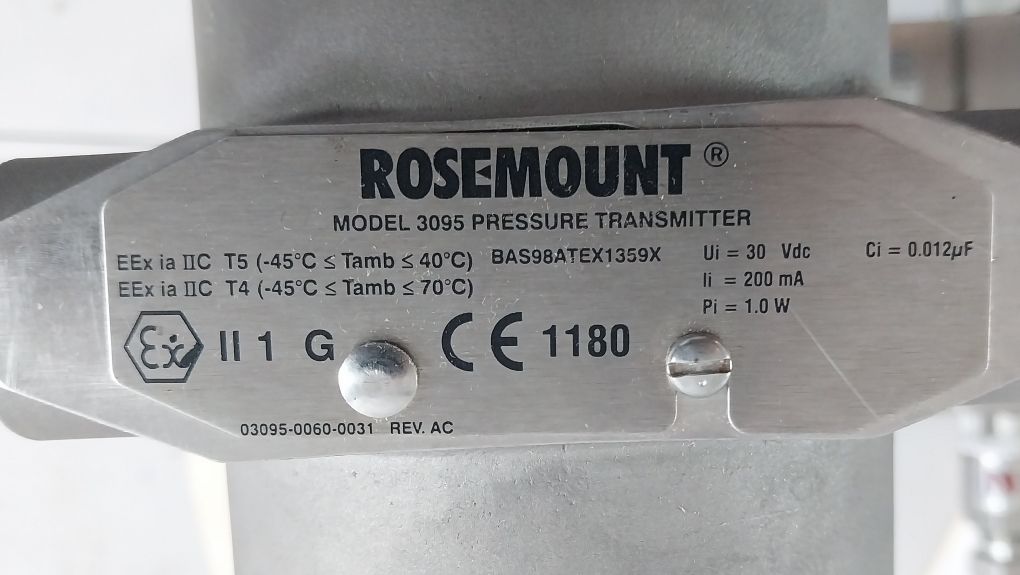 ROSEMOUNT ®
MODEL 3095 PRESSURE TRANSMITTER
EEx ia IIC T5 (-45°C ≤ Tamb ≤ 40°C) BAS98ATEX1359X Ui = 30 Vdc Ci = 0.012µF
EEx ia IIC T4 (-45°C ≤ Tamb ≤ 70°C) Ii = 200 mA
Pi = 1.0 W
Ex II 1 G CE 1180
03095-0060-0031 REV. AC